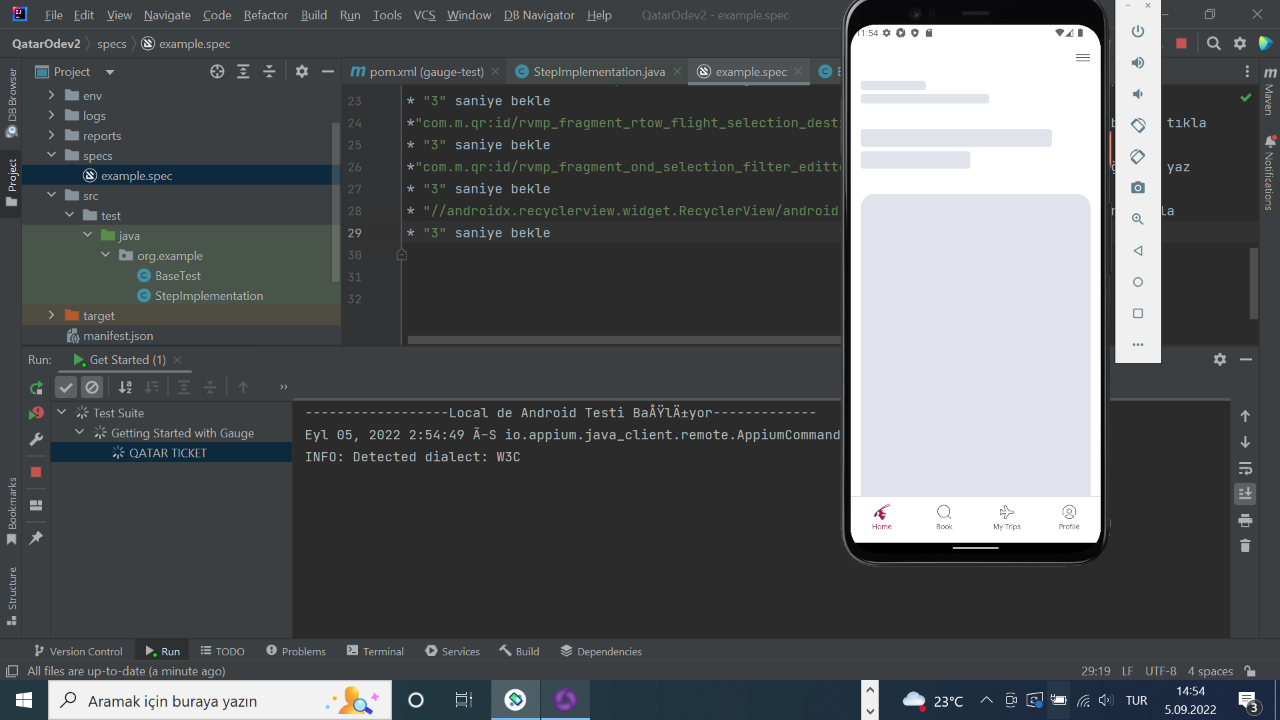 File Edit View Navigate Code Refactor Build Run Tools VCS Window DB Navigator Help QatarOdev2 - example.spec
QatarOdev2 specs example.spec
Project
pom.xml (gauge-test) StepImplementation.java example.spec
env
logs
reports
specs
example.spec
src
test
java
org.example
BaseTest
StepImplementation
target
manifest.json
23 * "3" saniye bekle
24 *"com.m.qr:id/rvmp_fragment_rtow_flight_selection_desti tıkla
25 * "3" saniye bekle
26 *"com.m.qr:id/rvmp_fragment_ond_selection_filter_editte yaz
27 * "3" saniye bekle
28 * "//androidx.recyclerview.widget.RecyclerView/android
29 * "3" saniye bekle
30
31
32
DB Browser
Project
Bookmarks
Structure
Maven
Notifications
11:54
Home Book My Trips Profile
Run: Get Started (1)
Test Suite
Getting Started with Gauge
QATAR TICKET
------------------Local de Android Testi BaÅŸlÄ±yor-------------
Eyl 05, 2022 2:54:49 Ã–S io.appium.java_client.remote.AppiumCommand
INFO: Detected dialect: W3C
Version Control Run TODO Problems Terminal Services Build Dependencies
All files are up-to-date (a minute ago) 29:19 LF UTF-8 4 spaces
Aramak için buraya yazın
23°C TUR 14:54
5.09.2022 3